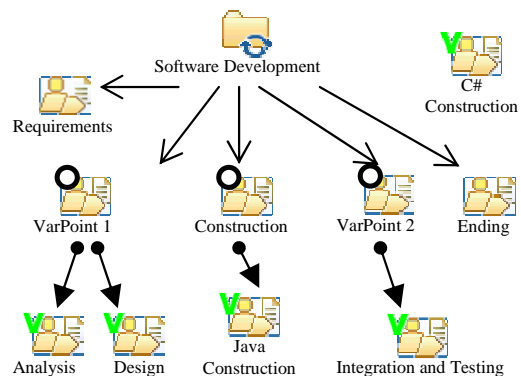 Software Development
C#
Construction
Requirements
VarPoint 1
Construction
VarPoint 2
Ending
V
V
V
V
V
Analysis
Design
Java
Construction
Integration and Testing